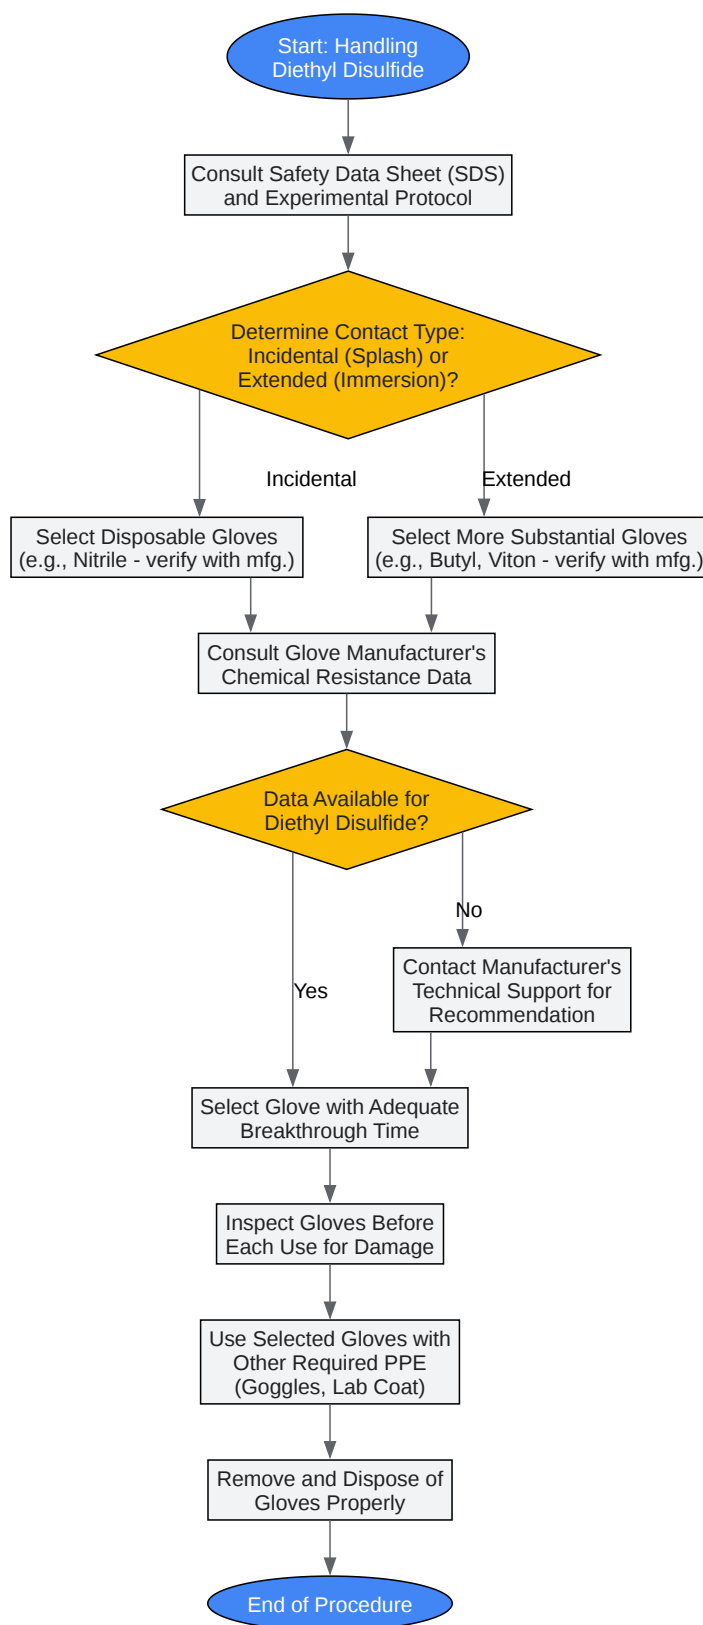 Start: Handling
Diethyl Disulfide
Consult Safety Data Sheet (SDS)
and Experimental Protocol
Determine Contact Type:
Incidental (Splash) or
Extended (Immersion)?
Incidental
Extended
Select Disposable Gloves
(e.g., Nitrile - verify with mfg.)
Select More Substantial Gloves
(e.g., Butyl, Viton - verify with mfg.)
Consult Glove Manufacturer's
Chemical Resistance Data
Data Available for
Diethyl Disulfide?
No
Contact Manufacturer's
Technical Support for
Recommendation
Yes
Select Glove with Adequate
Breakthrough Time
Inspect Gloves Before
Each Use for Damage
Use Selected Gloves with
Other Required PPE
(Goggles, Lab Coat)
Remove and Dispose of
Gloves Properly
End of Procedure